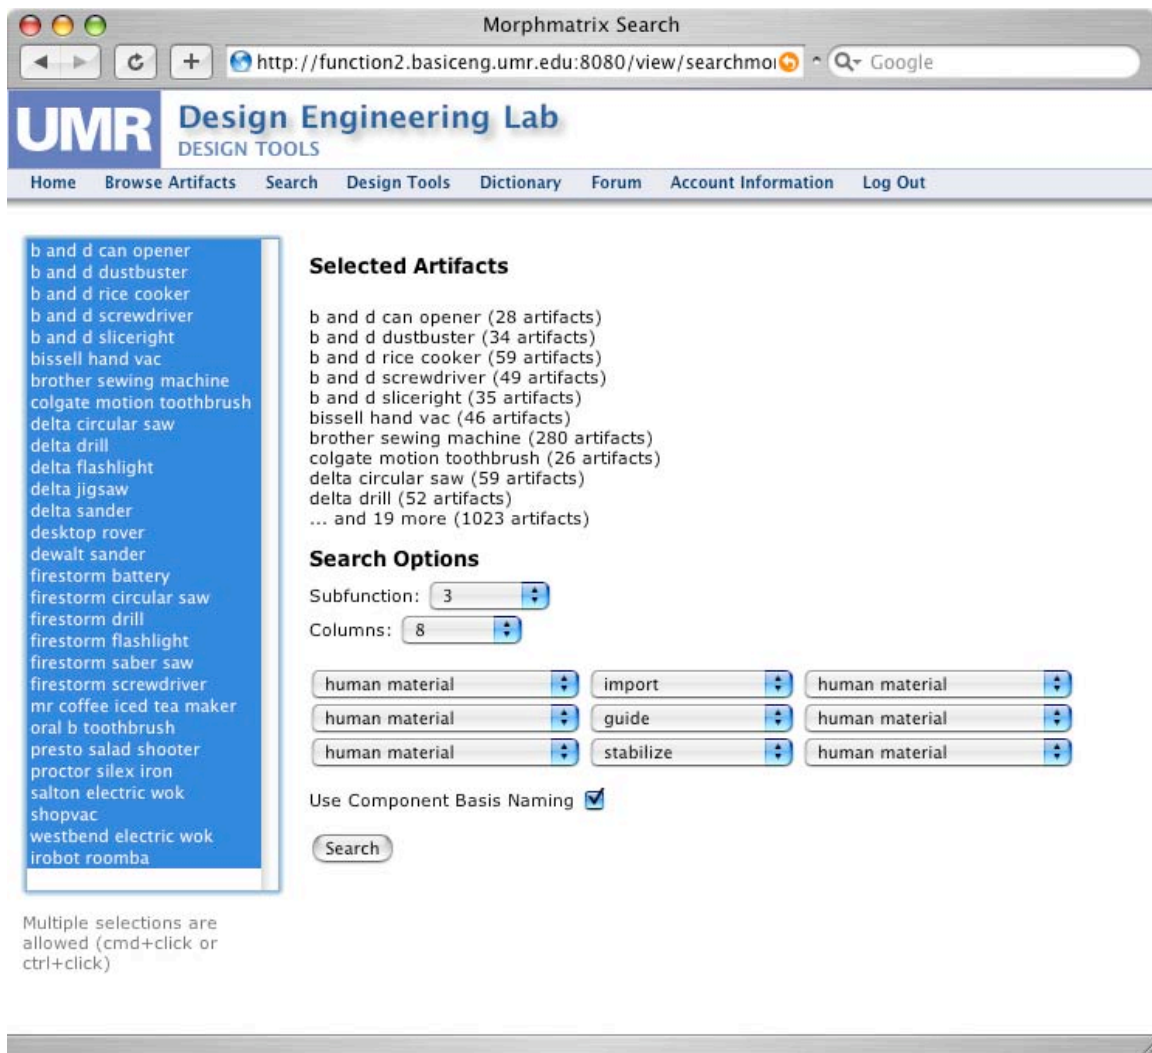 Morphmatrix Search
http://function2.basiceng.umr.edu:8080/view/searchmo
Google
UMR
Design Engineering Lab
DESIGN TOOLS
Home Browse Artifacts Search Design Tools Dictionary Forum Account Information Log Out
b and d can opener
b and d dustbuster
b and d rice cooker
b and d screwdriver
b and d sliceright
bissell hand vac
brother sewing machine
colgate motion toothbrush
delta circular saw
delta drill
delta flashlight
delta jigsaw
delta sander
desktop rover
dewalt sander
firestorm battery
firestorm circular saw
firestorm drill
firestorm flashlight
firestorm saber saw
firestorm screwdriver
mr coffee iced tea maker
oral b toothbrush
presto salad shooter
proctor silex iron
salton electric wok
shopvac
westbend electric wok
irobot roomba
Multiple selections are
allowed (cmd+click or
ctrl+click)
Selected Artifacts
b and d can opener (28 artifacts)
b and d dustbuster (34 artifacts)
b and d rice cooker (59 artifacts)
b and d screwdriver (49 artifacts)
b and d sliceright (35 artifacts)
bissell hand vac (46 artifacts)
brother sewing machine (280 artifacts)
colgate motion toothbrush (26 artifacts)
delta circular saw (59 artifacts)
delta drill (52 artifacts)
... and 19 more (1023 artifacts)
Search Options
Subfunction: 3
Columns: 8
human material import human material
human material guide human material
human material stabilize human material
Use Component Basis Naming
Search